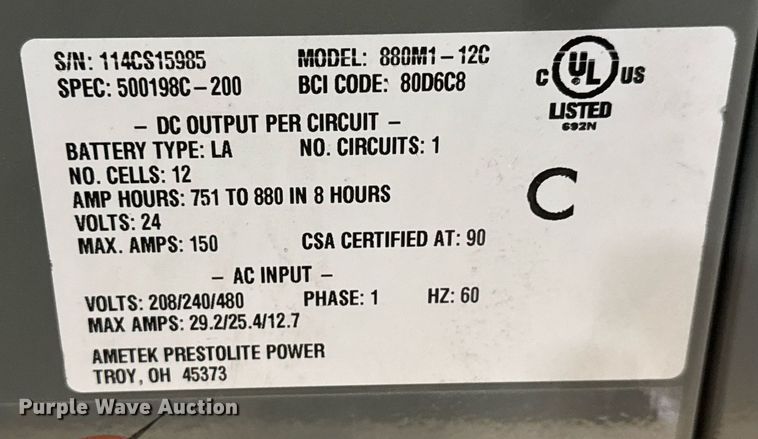 S/N: 114CS15985 MODEL: 880M1-12C
SPEC: 500198C-200 BCI CODE: 80D6C8
C UL US
LISTED
692N
- DC OUTPUT PER CIRCUIT -
BATTERY TYPE: LA NO. CIRCUITS: 1
NO. CELLS: 12
AMP HOURS: 751 TO 880 IN 8 HOURS
VOLTS: 24
MAX. AMPS: 150 CSA CERTIFIED AT: 90
C
- AC INPUT -
VOLTS: 208/240/480 PHASE: 1 HZ: 60
MAX AMPS: 29.2/25.4/12.7
AMETEK PRESTOLITE POWER
TROY, OH 45373
Purple Wave Auction